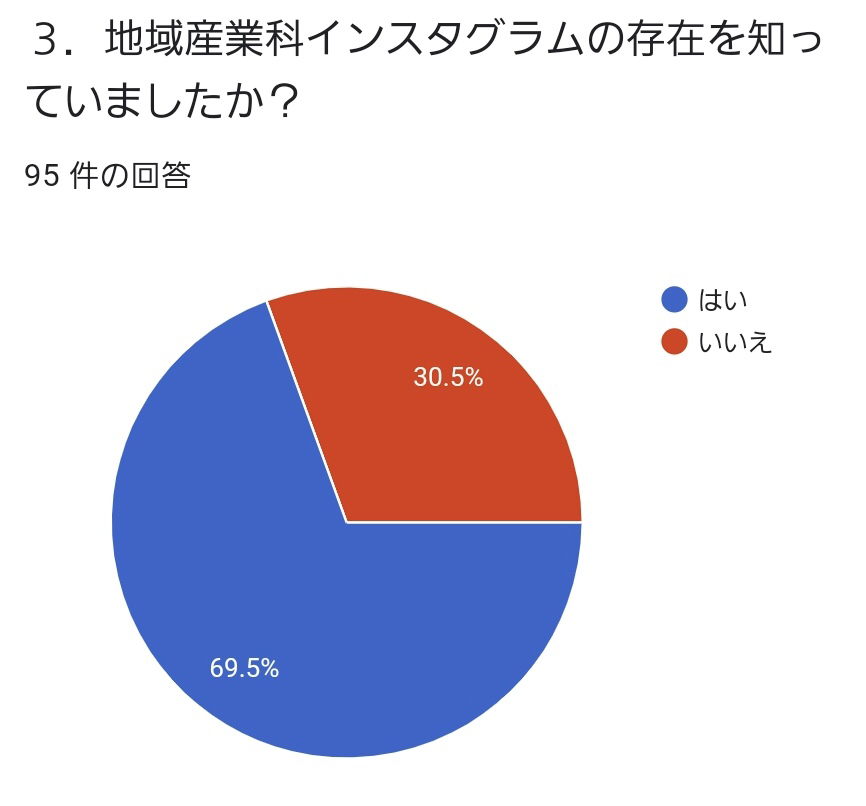 ３．地域産業科インスタグラムの存在を知っ
ていましたか？
95 件の回答
はい
いいえ
30.5%
69.5%